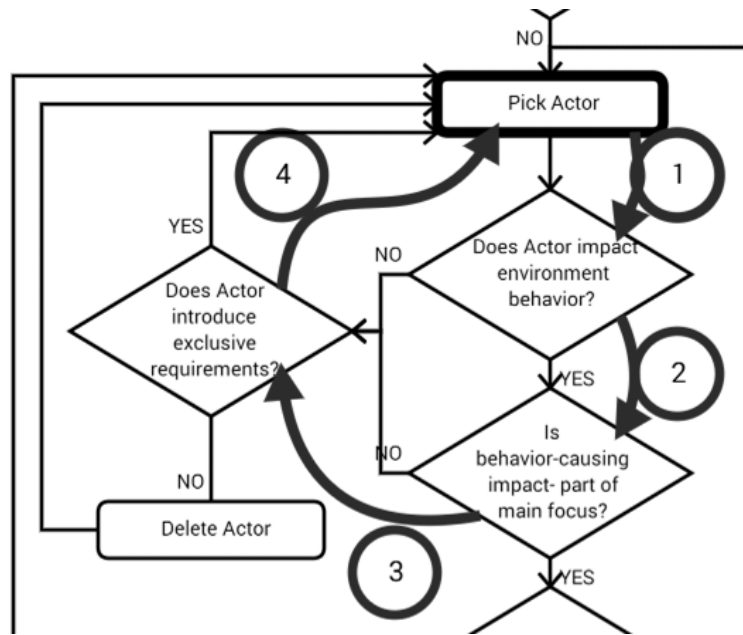 NO
Pick Actor
4
1
YES
NO
Does Actor impact
environment
behavior?
Does Actor
introduce
exclusive
requirements?
2
YES
Is
behavior-causing
impact- part of
main focus?
NO
NO
Delete Actor
3
YES